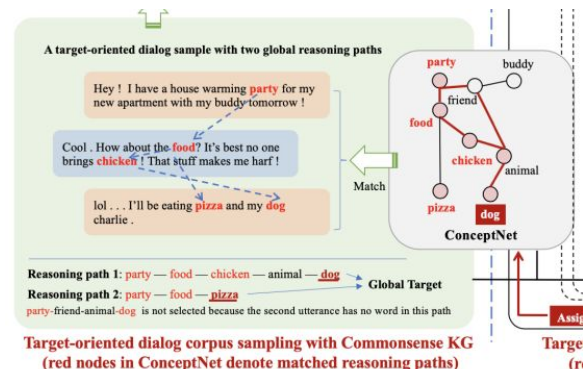 A target-oriented dialog sample with two global reasoning paths
Hey ! I have a house warming party for my
new apartment with my buddy tomorrow !
Cool . How about the food? It's best no one
brings chicken ! That stuff makes me harf !
lol . . . I'll be eating pizza and my dog
charlie .
Match
party
buddy
friend
food
chicken
animal
pizza
dog
ConceptNet
Reasoning path 1: party — food — chicken — animal — dog
Reasoning path 2: party — food — pizza
Global Target
party-friend-animal-dog is not selected because the second utterance has no word in this path
Assig
Target-oriented dialog corpus sampling with Commonsense KG
(red nodes in ConceptNet denote matched reasoning paths)
Targe
(re